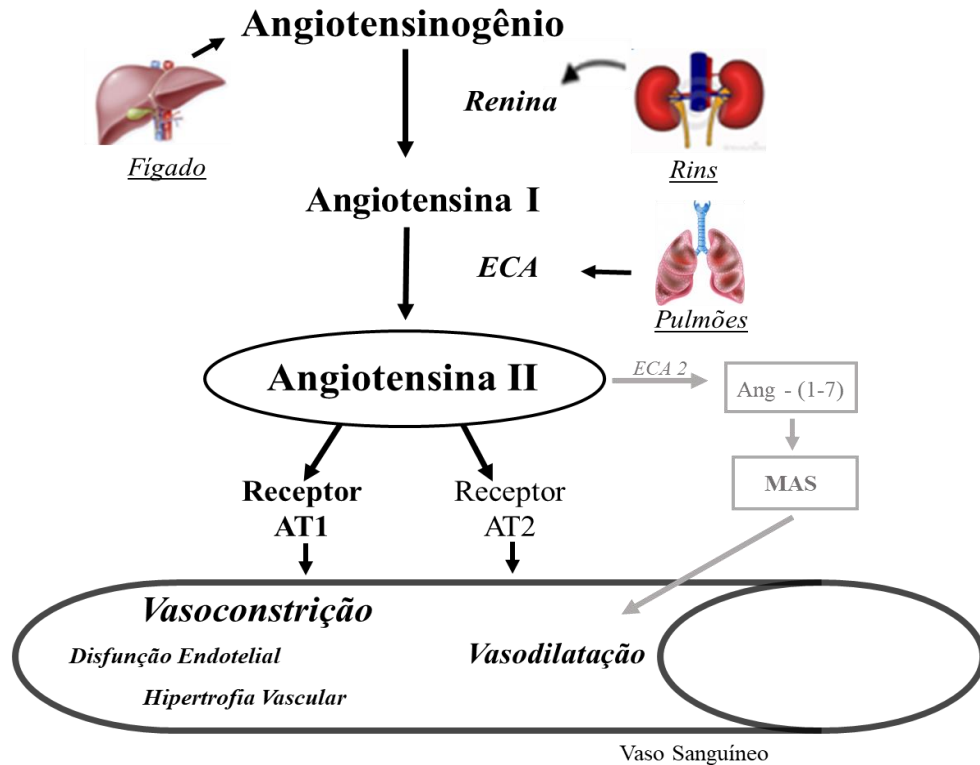 Angiotensinogênio
Renina
Fígado
Rins
Angiotensina I
ECA
Pulmões
Angiotensina II
ECA 2
Ang - (1-7)
MAS
Receptor
AT1
Receptor
AT2
Vasoconstrição
Disfunção Endotelial
Hipertrofia Vascular
Vasodilatação
Vaso Sanguíneo